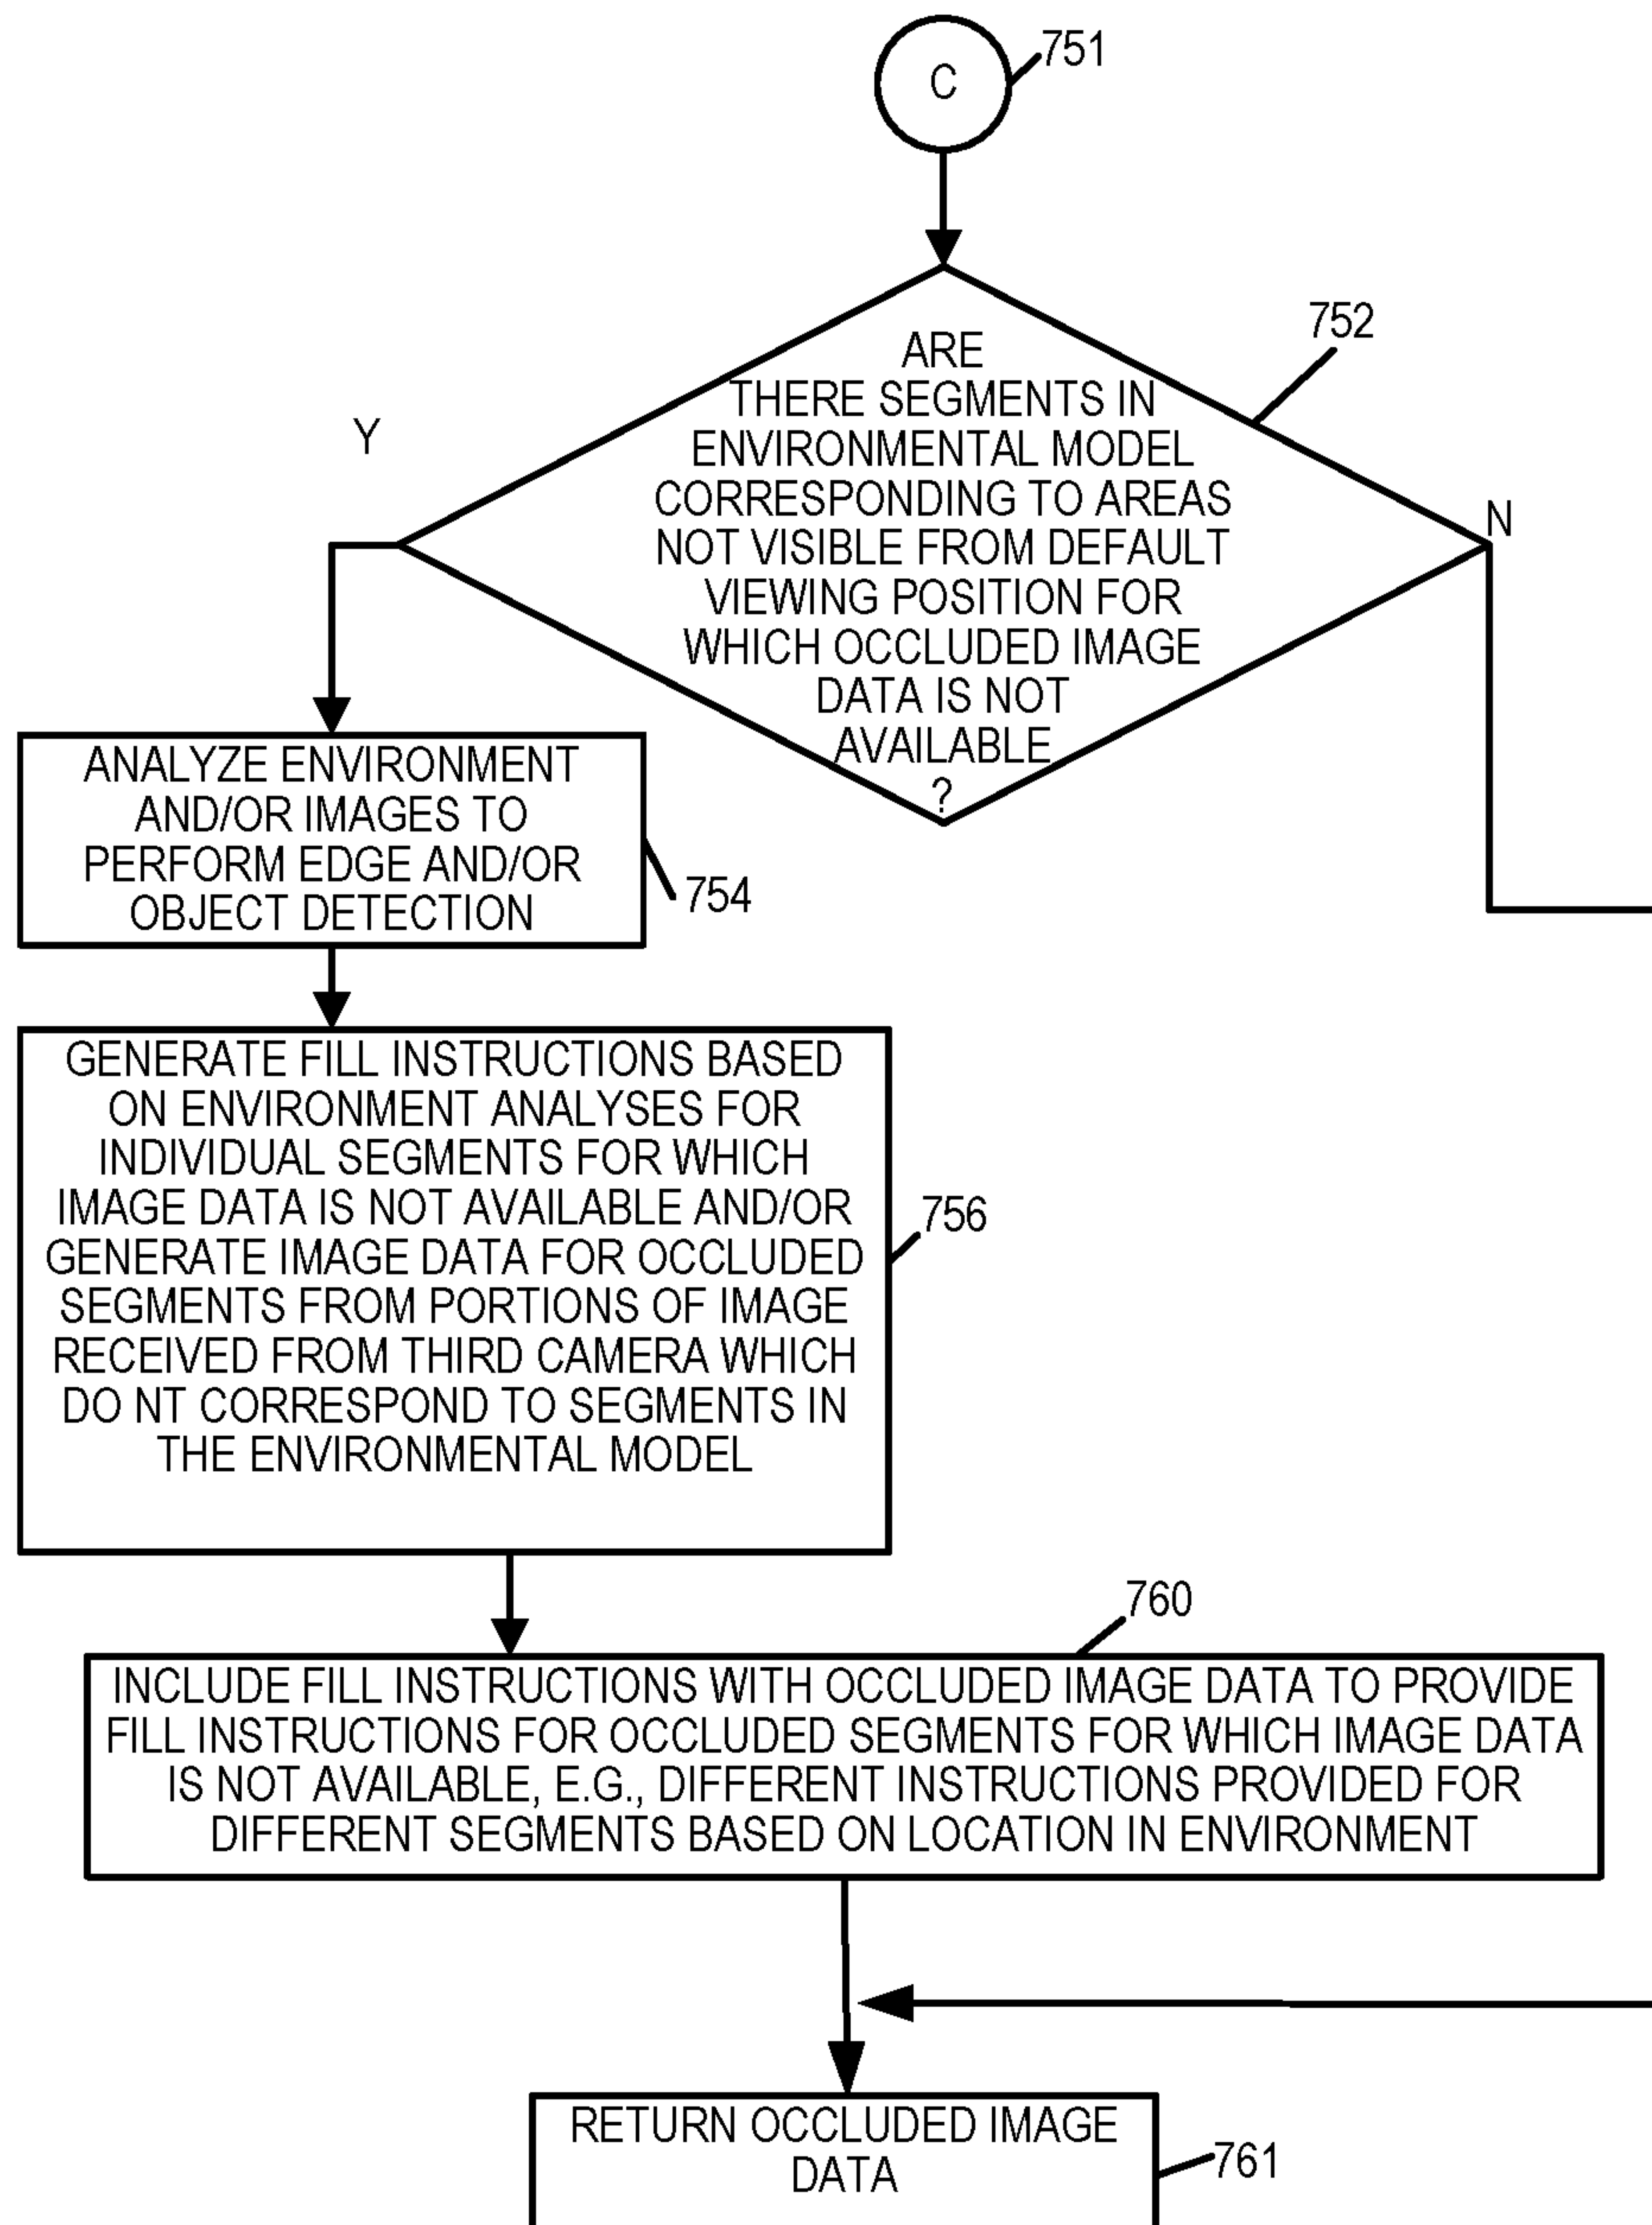 C
751
752
ARE
THERE SEGMENTS IN
ENVIRONMENTAL MODEL
CORRESPONDING TO AREAS
NOT VISIBLE FROM DEFAULT
VIEWING POSITION FOR
WHICH OCCLUDED IMAGE
DATA IS NOT
AVAILABLE
?
Y
N
ANALYZE ENVIRONMENT
AND/OR IMAGES TO
PERFORM EDGE AND/OR
OBJECT DETECTION
754
GENERATE FILL INSTRUCTIONS BASED
ON ENVIRONMENT ANALYSES FOR
INDIVIDUAL SEGMENTS FOR WHICH
IMAGE DATA IS NOT AVAILABLE AND/OR
GENERATE IMAGE DATA FOR OCCLUDED
SEGMENTS FROM PORTIONS OF IMAGE
RECEIVED FROM THIRD CAMERA WHICH
DO NT CORRESPOND TO SEGMENTS IN
THE ENVIRONMENTAL MODEL
756
760
INCLUDE FILL INSTRUCTIONS WITH OCCLUDED IMAGE DATA TO PROVIDE
FILL INSTRUCTIONS FOR OCCLUDED SEGMENTS FOR WHICH IMAGE DATA
IS NOT AVAILABLE, E.G., DIFFERENT INSTRUCTIONS PROVIDED FOR
DIFFERENT SEGMENTS BASED ON LOCATION IN ENVIRONMENT
RETURN OCCLUDED IMAGE
DATA
761